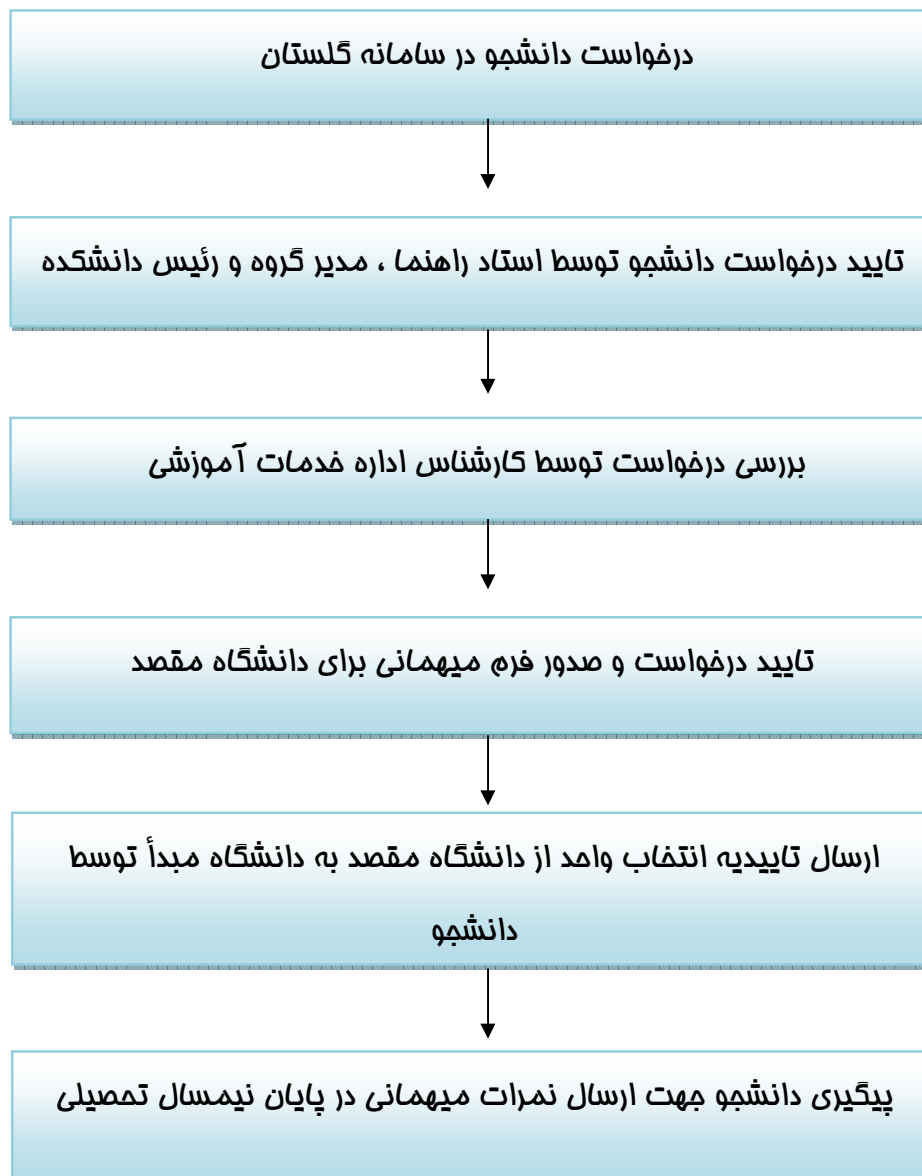 درخواست دانشجو در سامانه گلستان
تایید درخواست دانشجو توسط استاد راهنما ، مدیر گروه و رئیس دانشکده
بررسی درخواست توسط کارشناس اداره خدمات آموزشی
تایید درخواست و صدور فرم میهمانی برای دانشگاه مقصد
ارسال تاییدیه انتخاب واحد از دانشگاه مقصد به دانشگاه مبدأ توسط
دانشجو
پیگیری دانشجو جهت ارسال نمرات میهمانی در پایان نیمسال تحصیلی